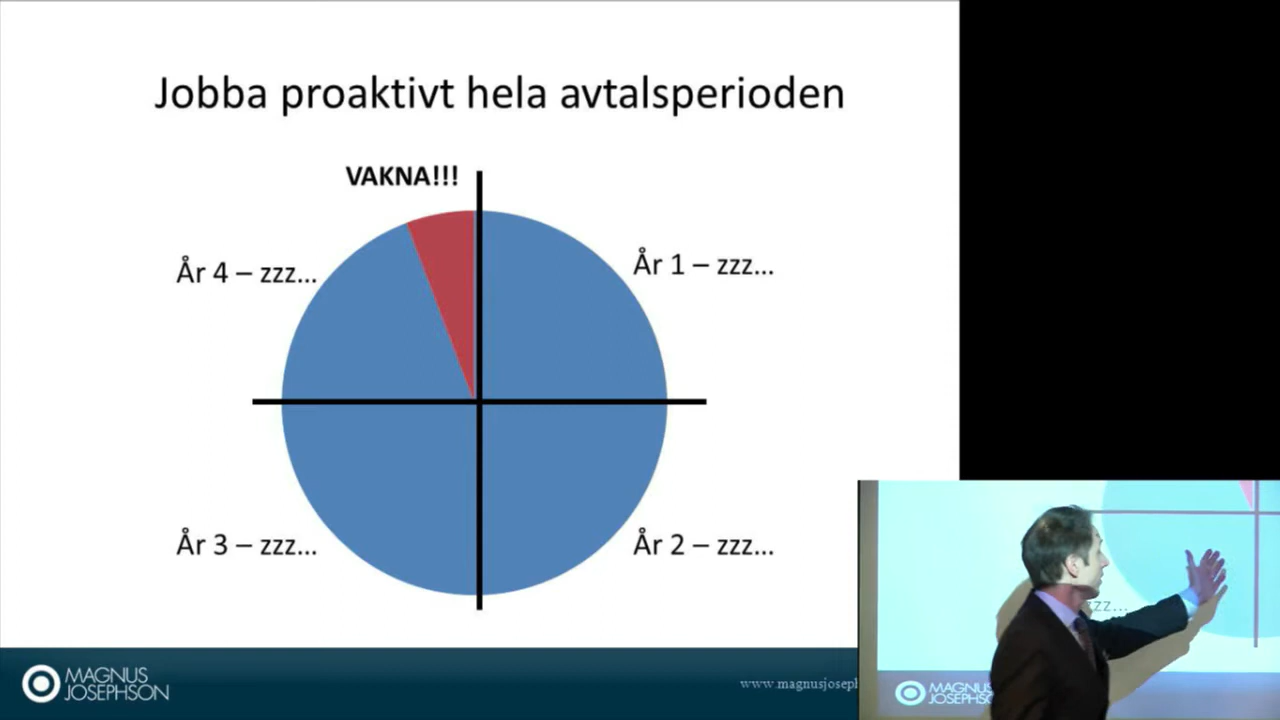 Jobba proaktivt hela avtalsperioden
VAKNA!!!
År 4 – zzz...
År 1 – zzz...
År 3 – zzz...
År 2 – zzz...
MAGNUS
JOSEPHSON
zzz...